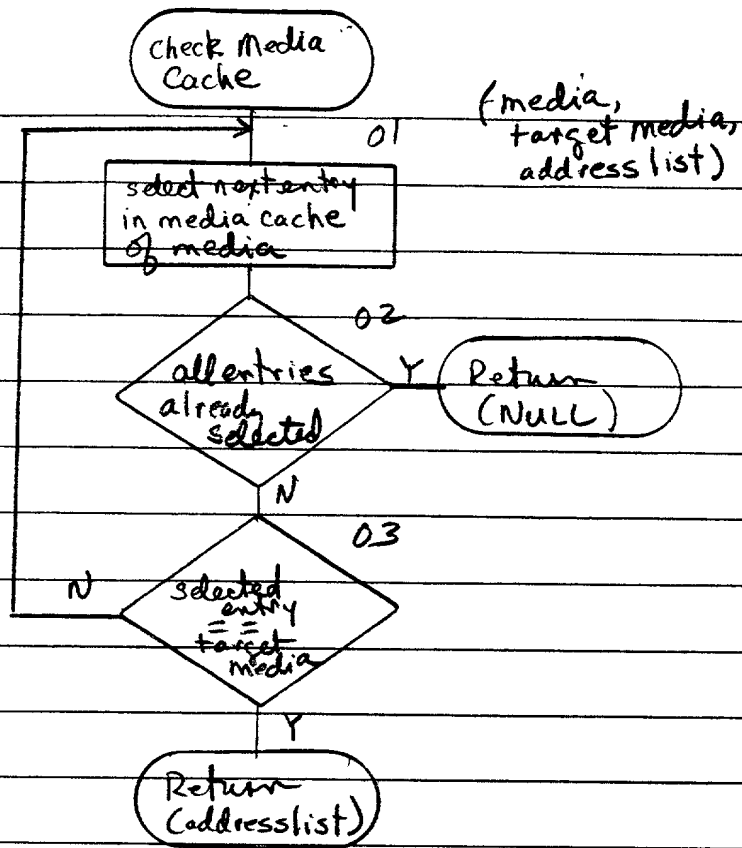 Check Media
Cache
01
(media,
target media,
address list)
select next entry
in media cache
of media
02
all entries
already
selected
Y
Return
(NULL)
N
03
N
selected
entry
==
target
media
Y
Return
(addresslist)